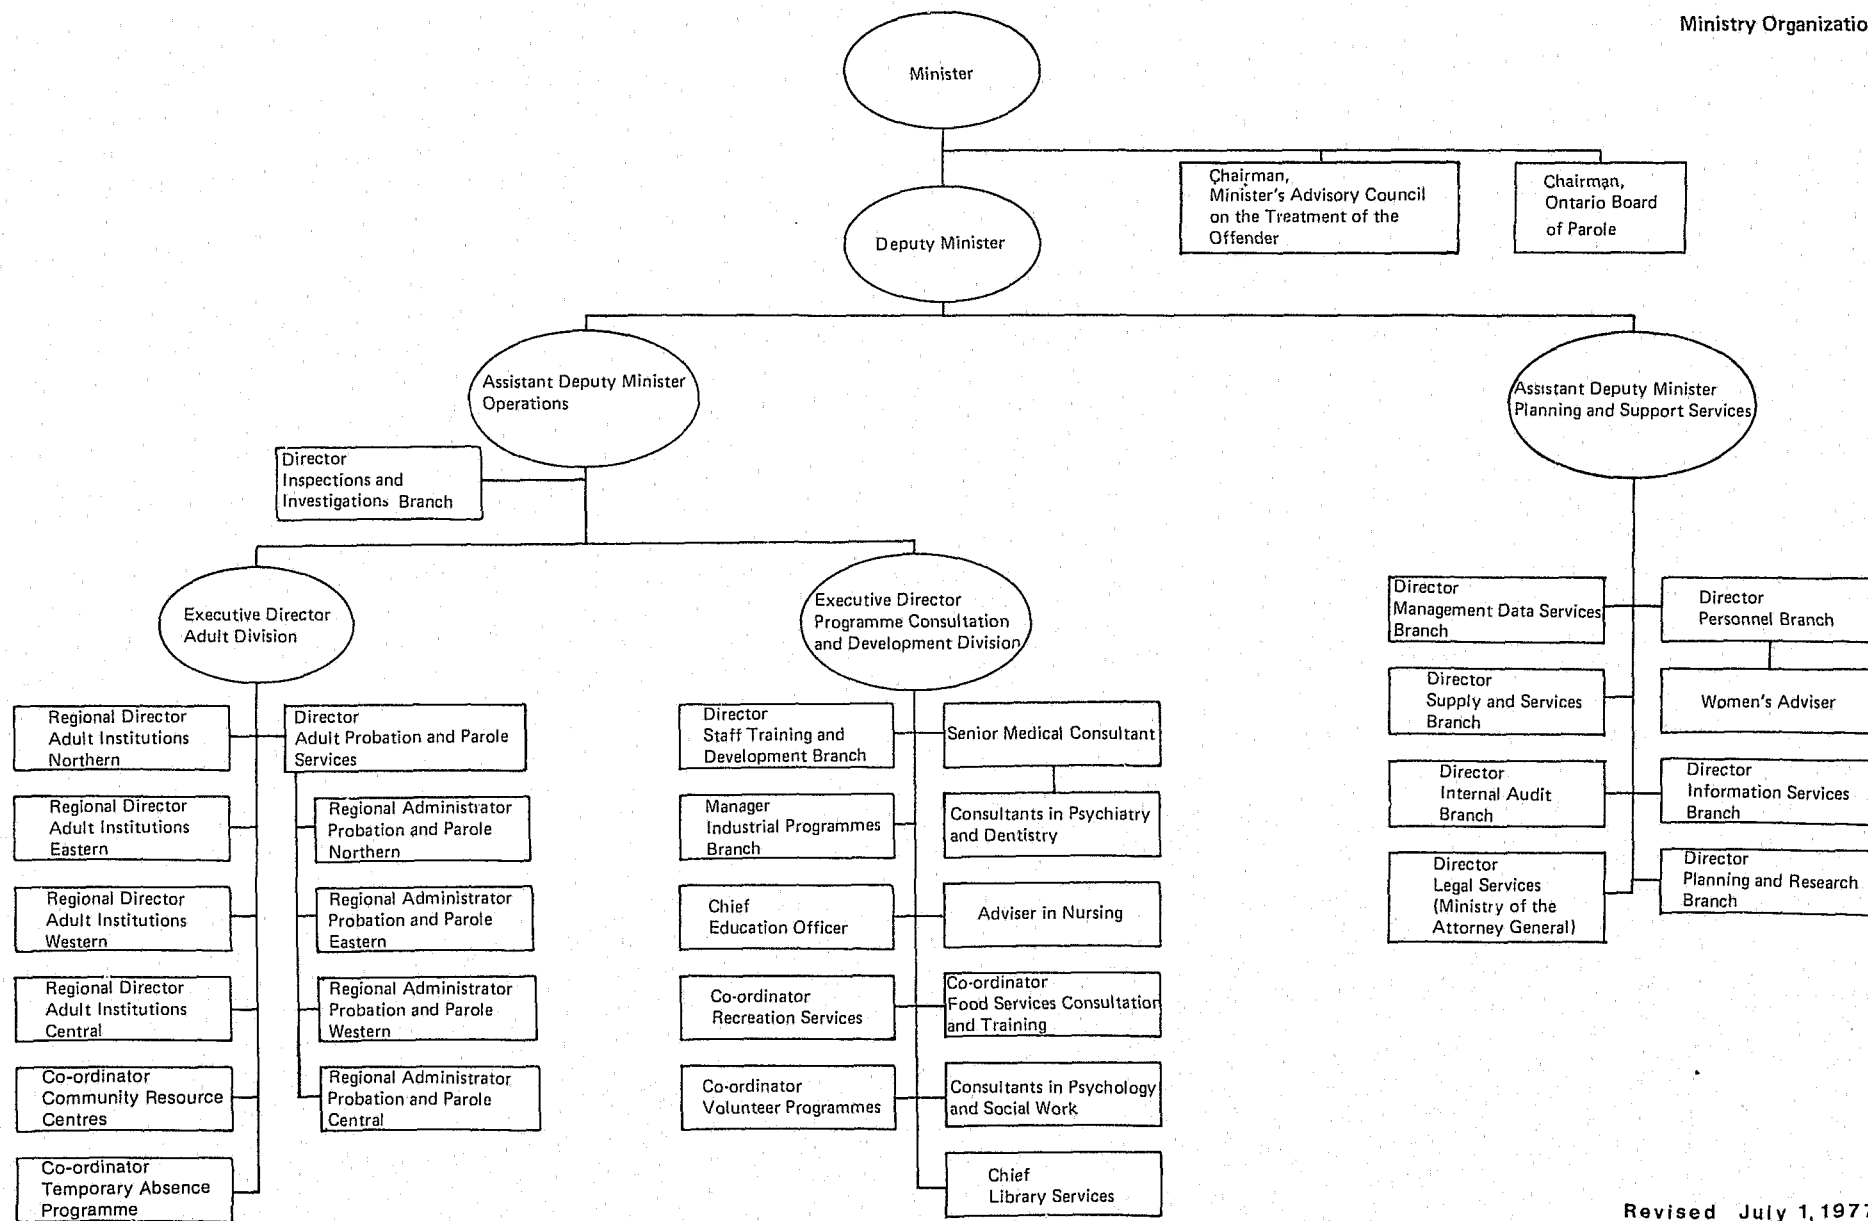 Ministry Organizatio
Minister
Chairman,
Minister's Advisory Council
on the Treatment of the
Offender
Chairman,
Ontario Board
of Parole
Deputy Minister
Assistant Deputy Minister
Operations
Assistant Deputy Minister
Planning and Support Services
Director
Inspections and
Investigations Branch
Executive Director
Adult Division
Executive Director
Programme Consultation
and Development Division
Regional Director
Adult Institutions
Northern
Director
Adult Probation and Parole
Services
Regional Director
Adult Institutions
Eastern
Regional Administrator
Probation and Parole
Northern
Regional Director
Adult Institutions
Western
Regional Administrator
Probation and Parole
Eastern
Regional Director
Adult Institutions
Central
Regional Administrator
Probation and Parole
Western
Co-ordinator
Community Resource
Centres
Regional Administrator
Probation and Parole
Central
Co-ordinator
Temporary Absence
Programme
Director
Staff Training and
Development Branch
Senior Medical Consultant
Manager
Industrial Programmes
Branch
Consultants in Psychiatry
and Dentistry
Chief
Education Officer
Adviser in Nursing
Co-ordinator
Recreation Services
Co-ordinator
Food Services Consultation
and Training
Co-ordinator
Volunteer Programmes
Consultants in Psychology
and Social Work
Chief
Library Services
Director
Management Data Services
Branch
Director
Personnel Branch
Director
Supply and Services
Branch
Women's Adviser
Director
Internal Audit
Branch
Director
Information Services
Branch
Director
Legal Services
(Ministry of the
Attorney General)
Director
Planning and Research
Branch
Revised July 1, 1977